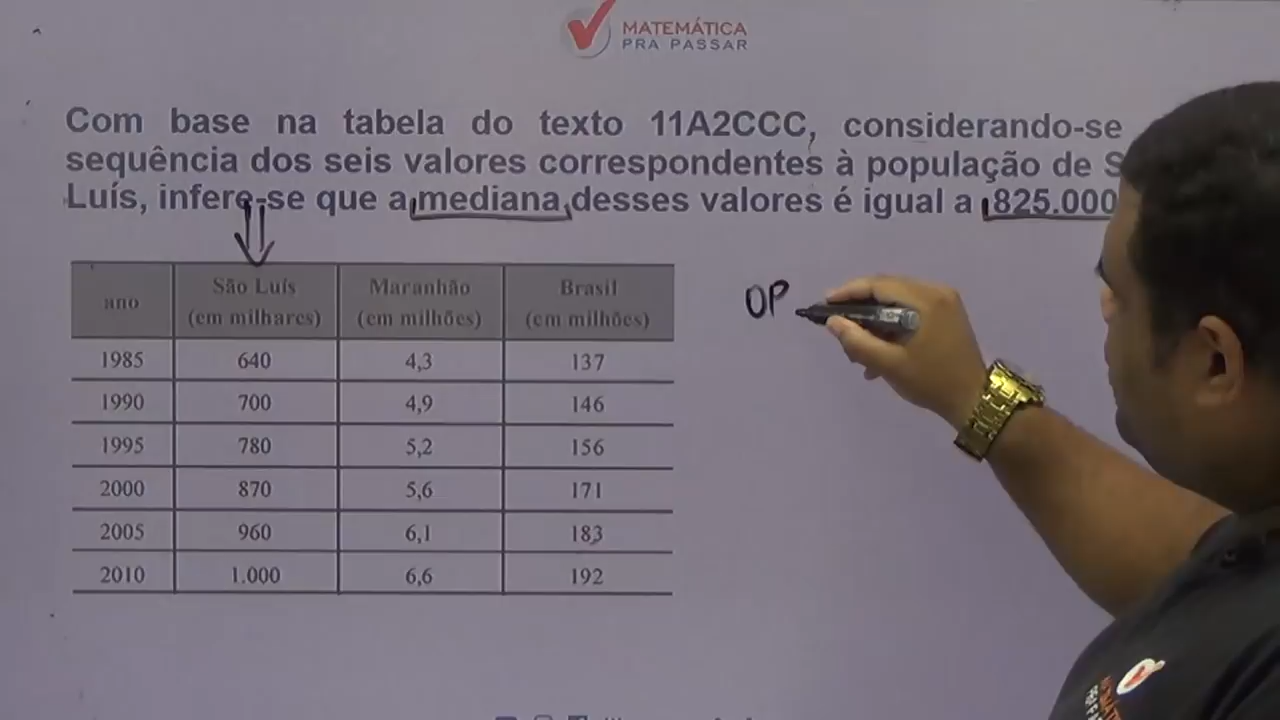 MATEMÁTICA
PRA PASSAR
Com base na tabela do texto 11A2CCC, considerando-se
sequência dos seis valores correspondentes à população de S
Luís, infere-se que a mediana desses valores é igual a 825.000
ano São Luís (em milhares) Maranhão (em milhões) Brasil (em milhões)
1985 640 4,3 137
1990 700 4,9 146
1995 780 5,2 156
2000 870 5,6 171
2005 960 6,1 183
2010 1.000 6,6 192
OP